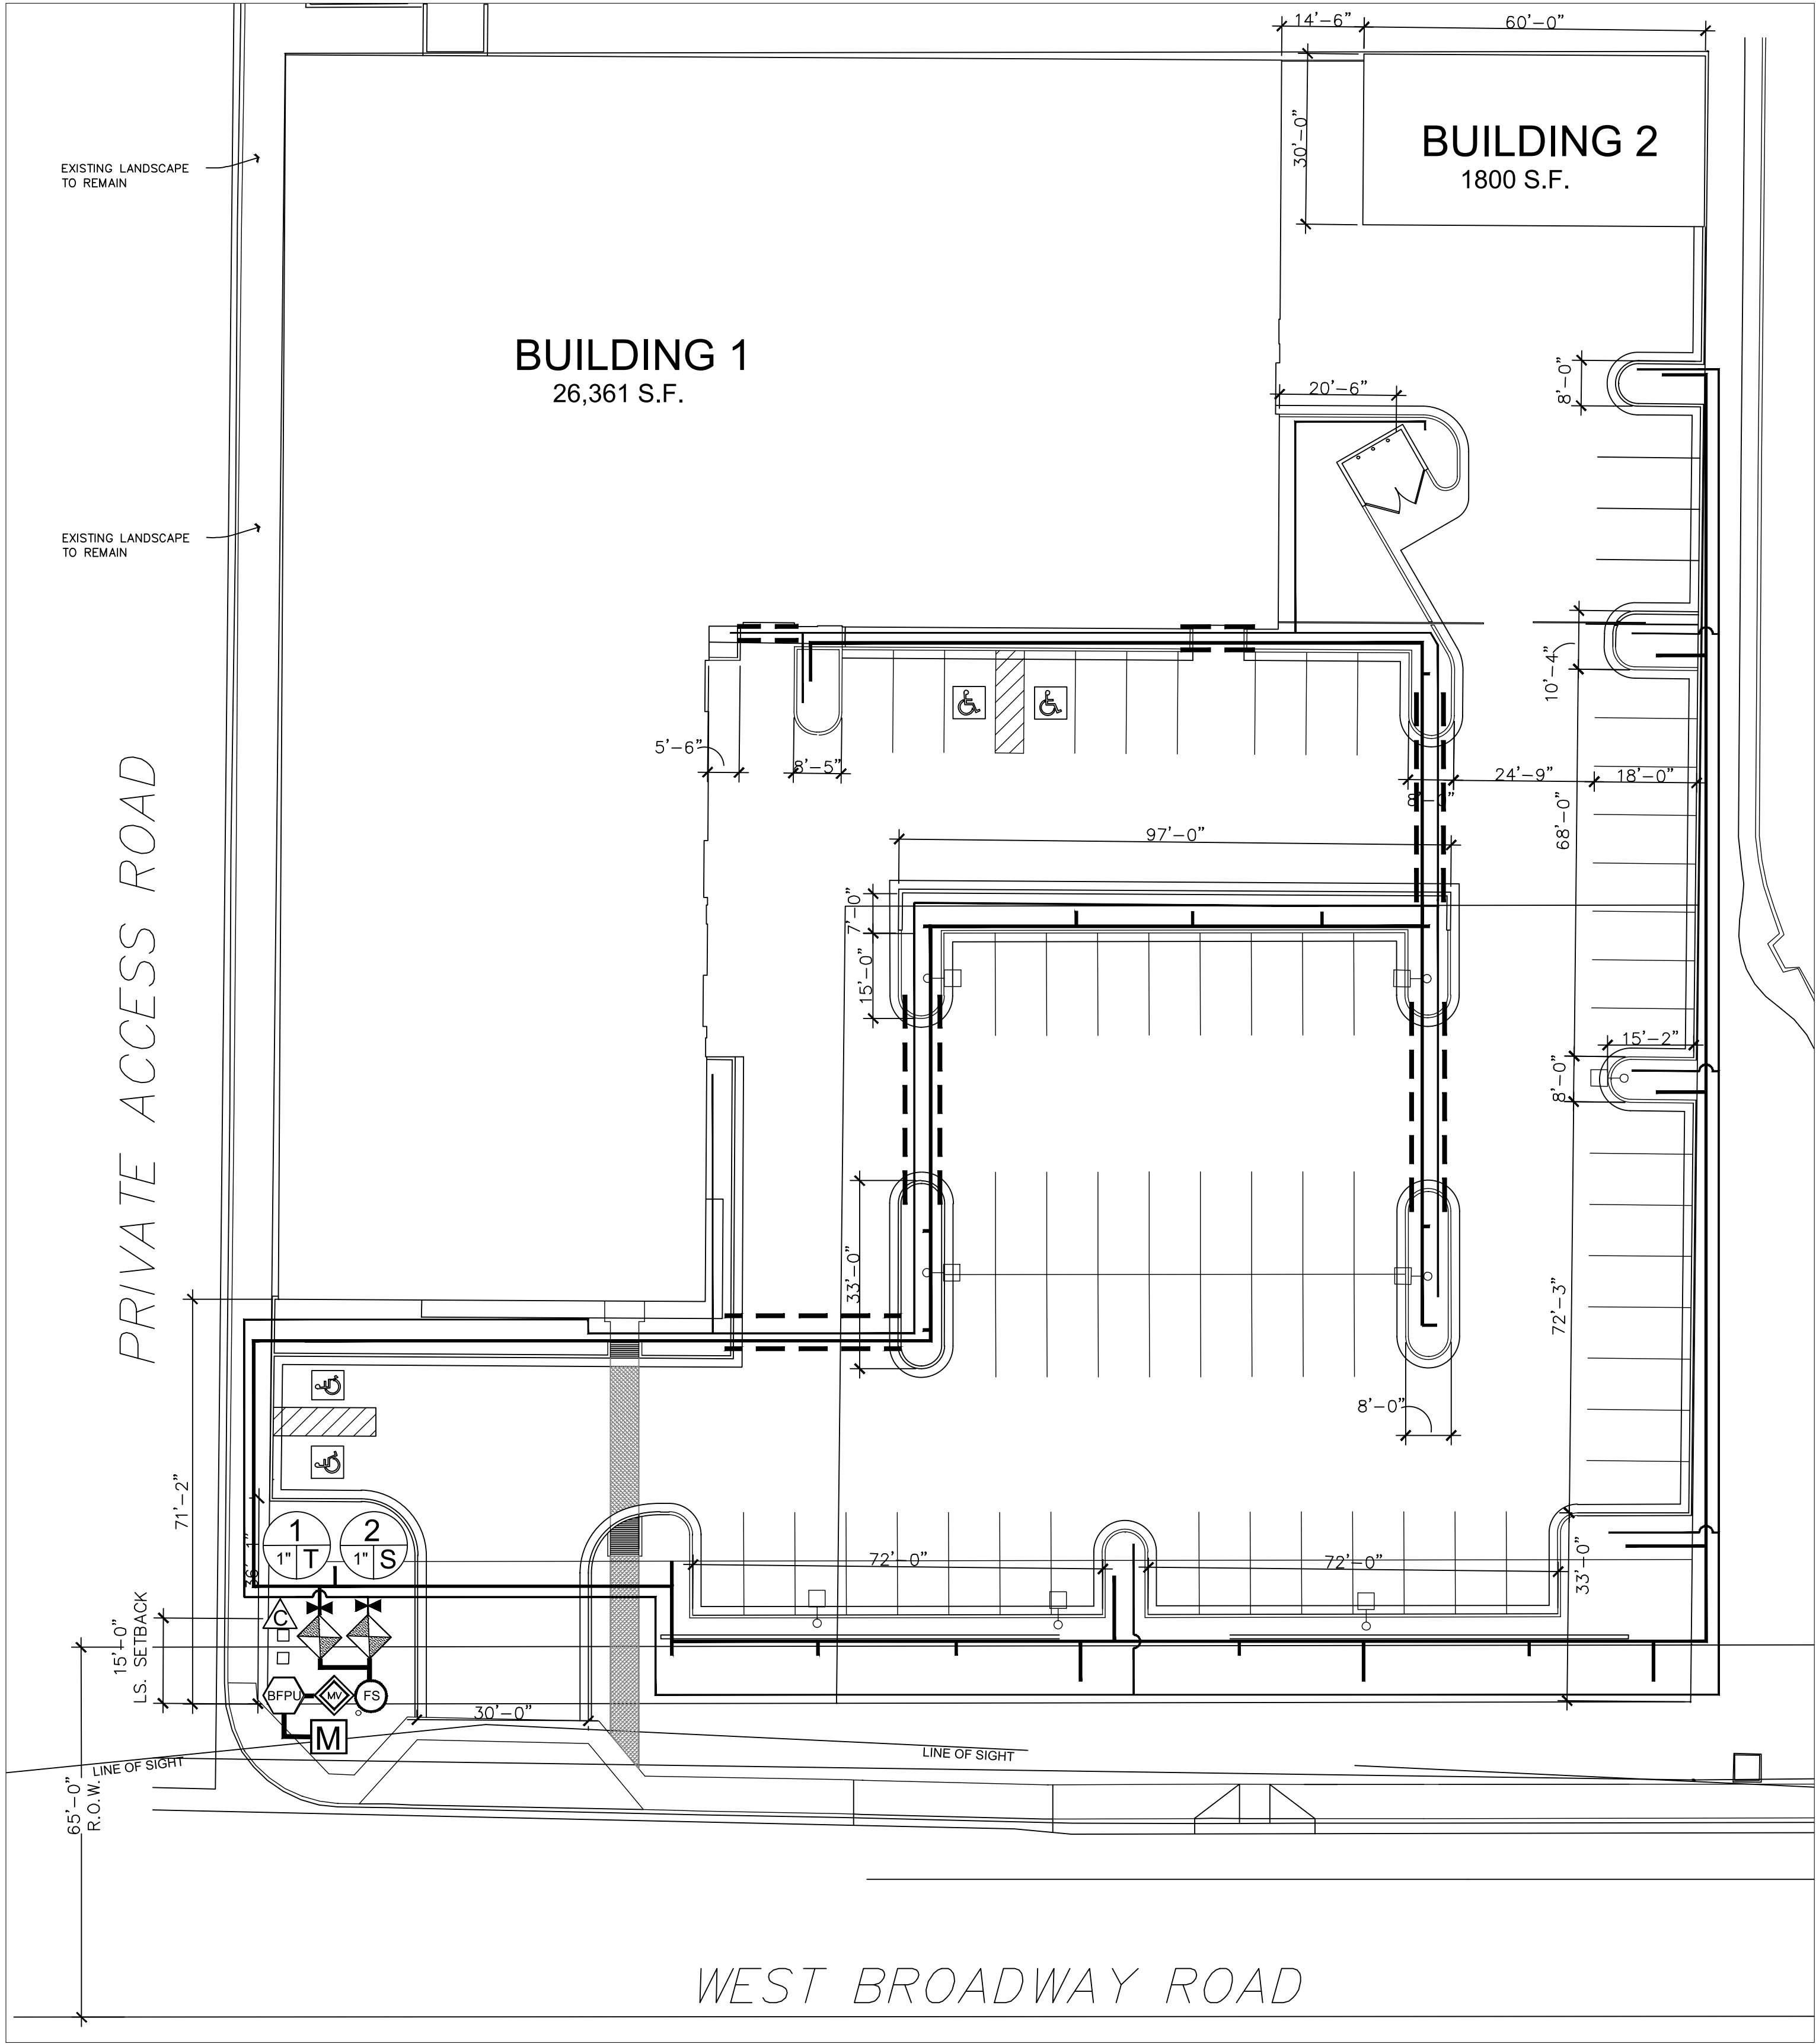 14'-6"
60'-0"
30'-0"
BUILDING 2
1800 S.F.
EXISTING LANDSCAPE
TO REMAIN
BUILDING 1
26,361 S.F.
8'-0"
20'-6"
EXISTING LANDSCAPE
TO REMAIN
10'-4"
5'-6"
8'-5"
24'-9"
18'-0"
68'-0"
97'-0"
7'-0"
15'-0"
PRIVATE ACCESS ROAD
15'-2"
8'-0"
33'-0"
72'-3"
8'-0"
71'-2"
1
1" T
2
1" S
72'-0"
72'-0"
33'-0"
15'-0"
LS. SETBACK
C
BFPU
MV
FS
M
30'-0"
LINE OF SIGHT
LINE OF SIGHT
65'-0"
R.O.W.
WEST BROADWAY ROAD